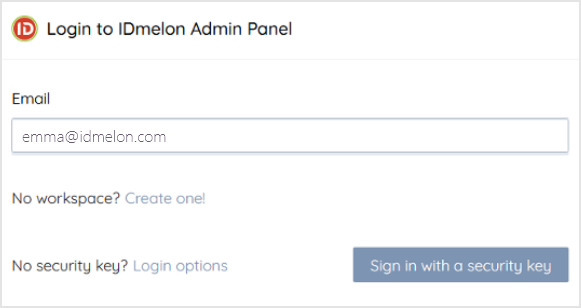 ID Login to IDmelon Admin Panel
Email
emma@idmelon.com
No workspace? Create one!
No security key? Login options Sign in with a security key